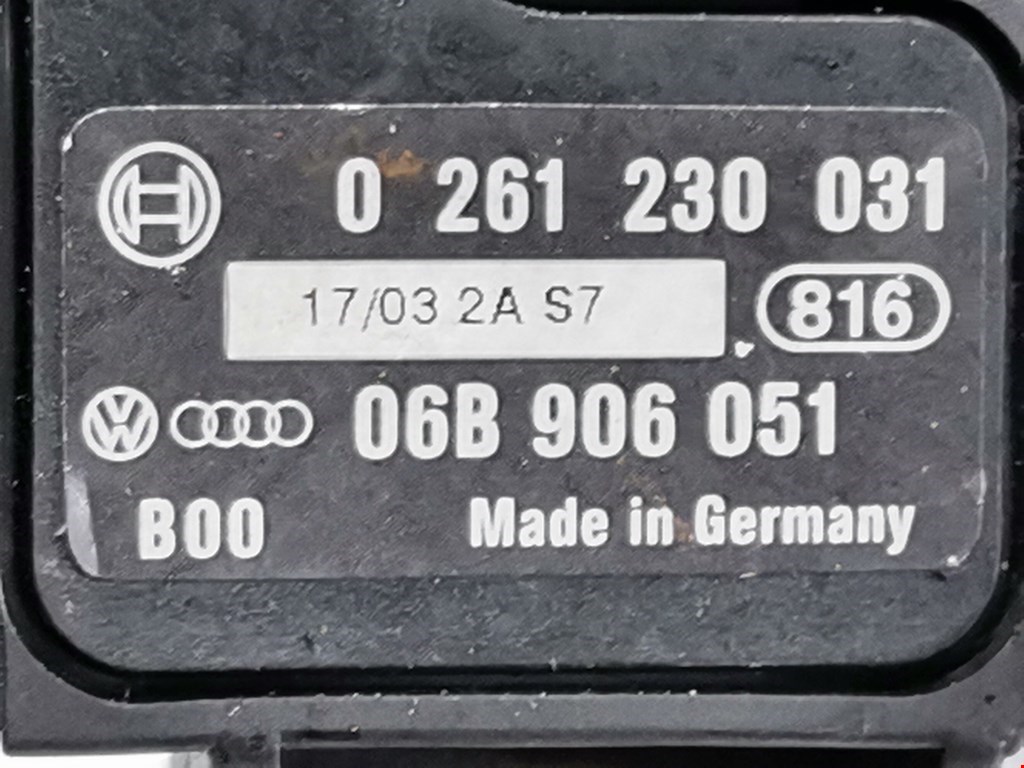 0 261 230 031
17/03 2A S7 816
06B 906 051
B00 Made in Germany